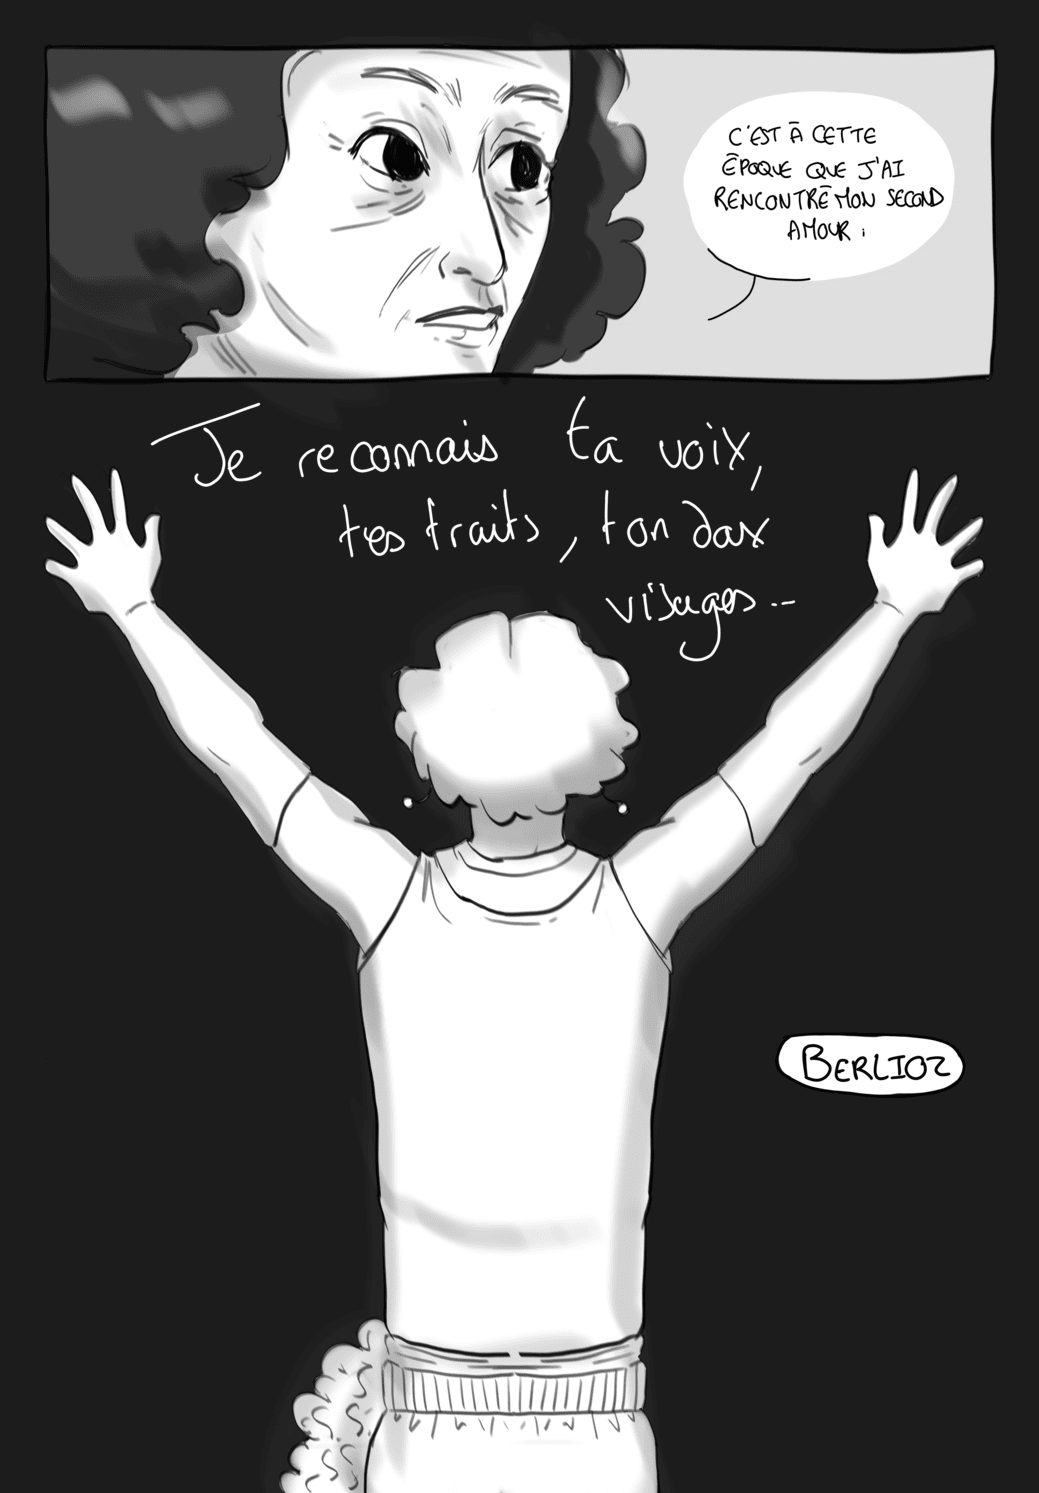 C'EST À CETTE
ÉPOQUE QUE J'AI
RENCONTRÉ MON SECOND
AMOUR :
Je reconnais ta voix,
tes traits, ton doux
visages...
BERLIOZ